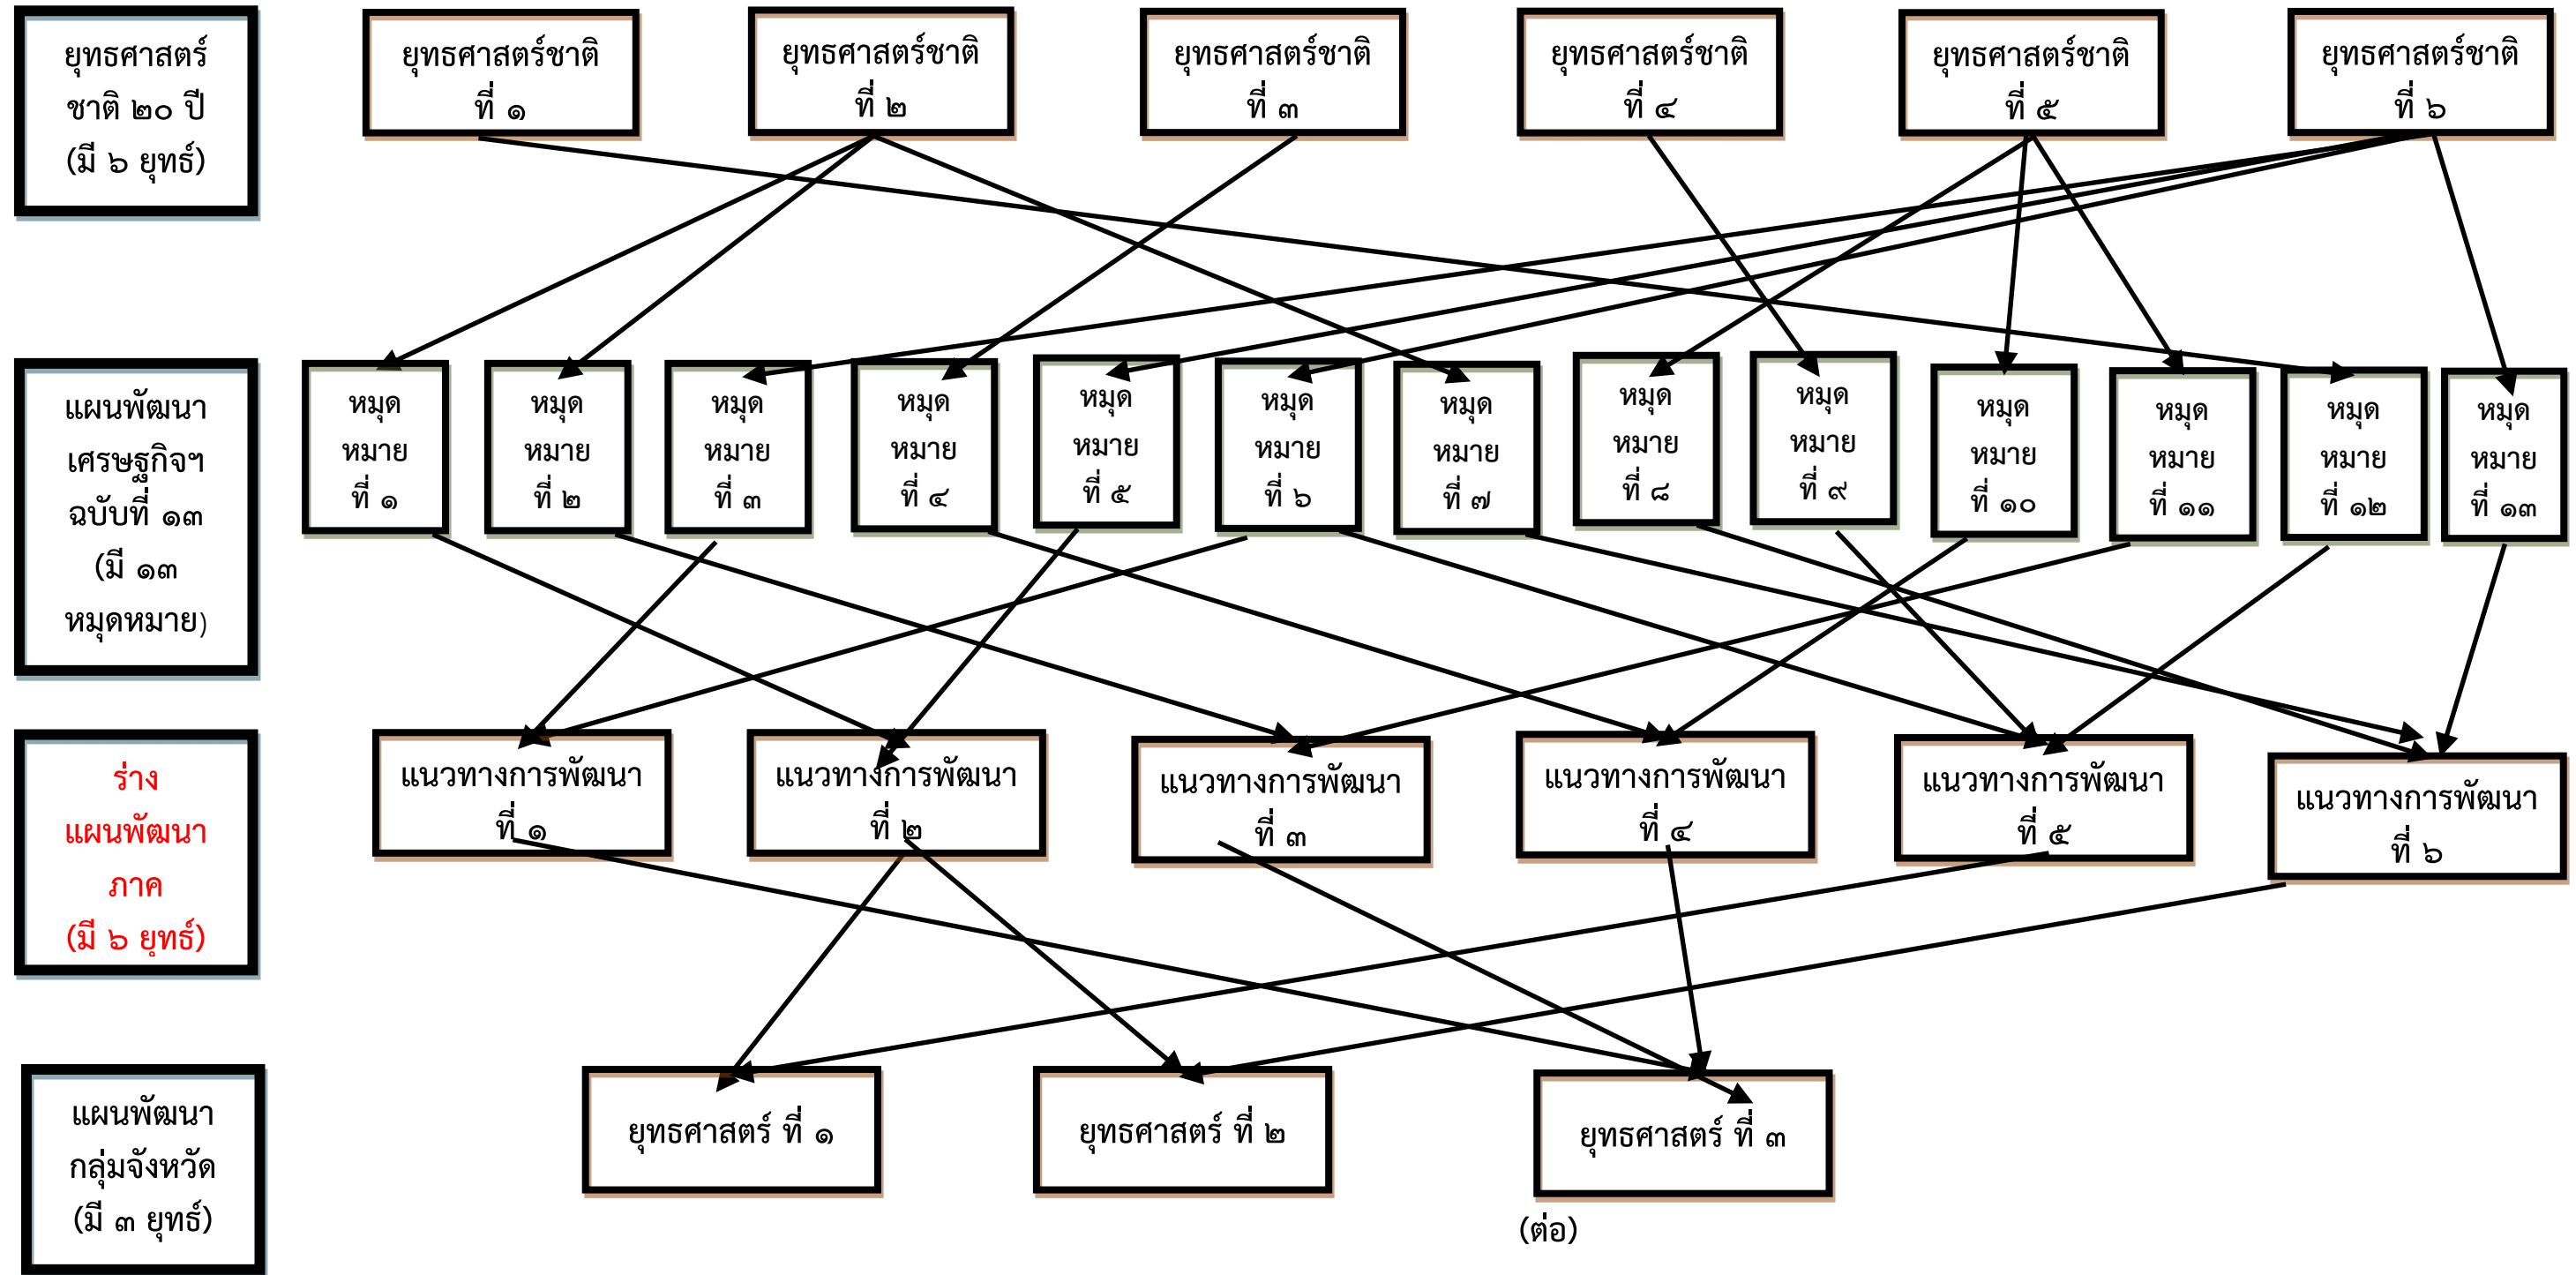 ยุทธศาสตร์
ชาติ ๒๐ ปี
(มี ๖ ยุทธ์)
ยุทธศาสตร์ชาติ
ที่ ๑
ยุทธศาสตร์ชาติ
ที่ ๒
ยุทธศาสตร์ชาติ
ที่ ๓
ยุทธศาสตร์ชาติ
ที่ ๔
ยุทธศาสตร์ชาติ
ที่ ๕
ยุทธศาสตร์ชาติ
ที่ ๖
แผนพัฒนา
เศรษฐกิจฯ
ฉบับที่ ๑๓
(มี ๑๓
หมุดหมาย)
หมุด
หมาย
ที่ ๑
หมุด
หมาย
ที่ ๒
หมุด
หมาย
ที่ ๓
หมุด
หมาย
ที่ ๔
หมุด
หมาย
ที่ ๕
หมุด
หมาย
ที่ ๖
หมุด
หมาย
ที่ ๗
หมุด
หมาย
ที่ ๘
หมุด
หมาย
ที่ ๙
หมุด
หมาย
ที่ ๑๐
หมุด
หมาย
ที่ ๑๑
หมุด
หมาย
ที่ ๑๒
หมุด
หมาย
ที่ ๑๓
ร่าง
แผนพัฒนา
ภาค
(มี ๖ ยุทธ์)
แนวทางการพัฒนา
ที่ ๑
แนวทางการพัฒนา
ที่ ๒
แนวทางการพัฒนา
ที่ ๓
แนวทางการพัฒนา
ที่ ๔
แนวทางการพัฒนา
ที่ ๕
แนวทางการพัฒนา
ที่ ๖
แผนพัฒนา
กลุ่มจังหวัด
(มี ๓ ยุทธ์)
ยุทธศาสตร์ ที่ ๑
ยุทธศาสตร์ ที่ ๒
ยุทธศาสตร์ ที่ ๓
(ต่อ)